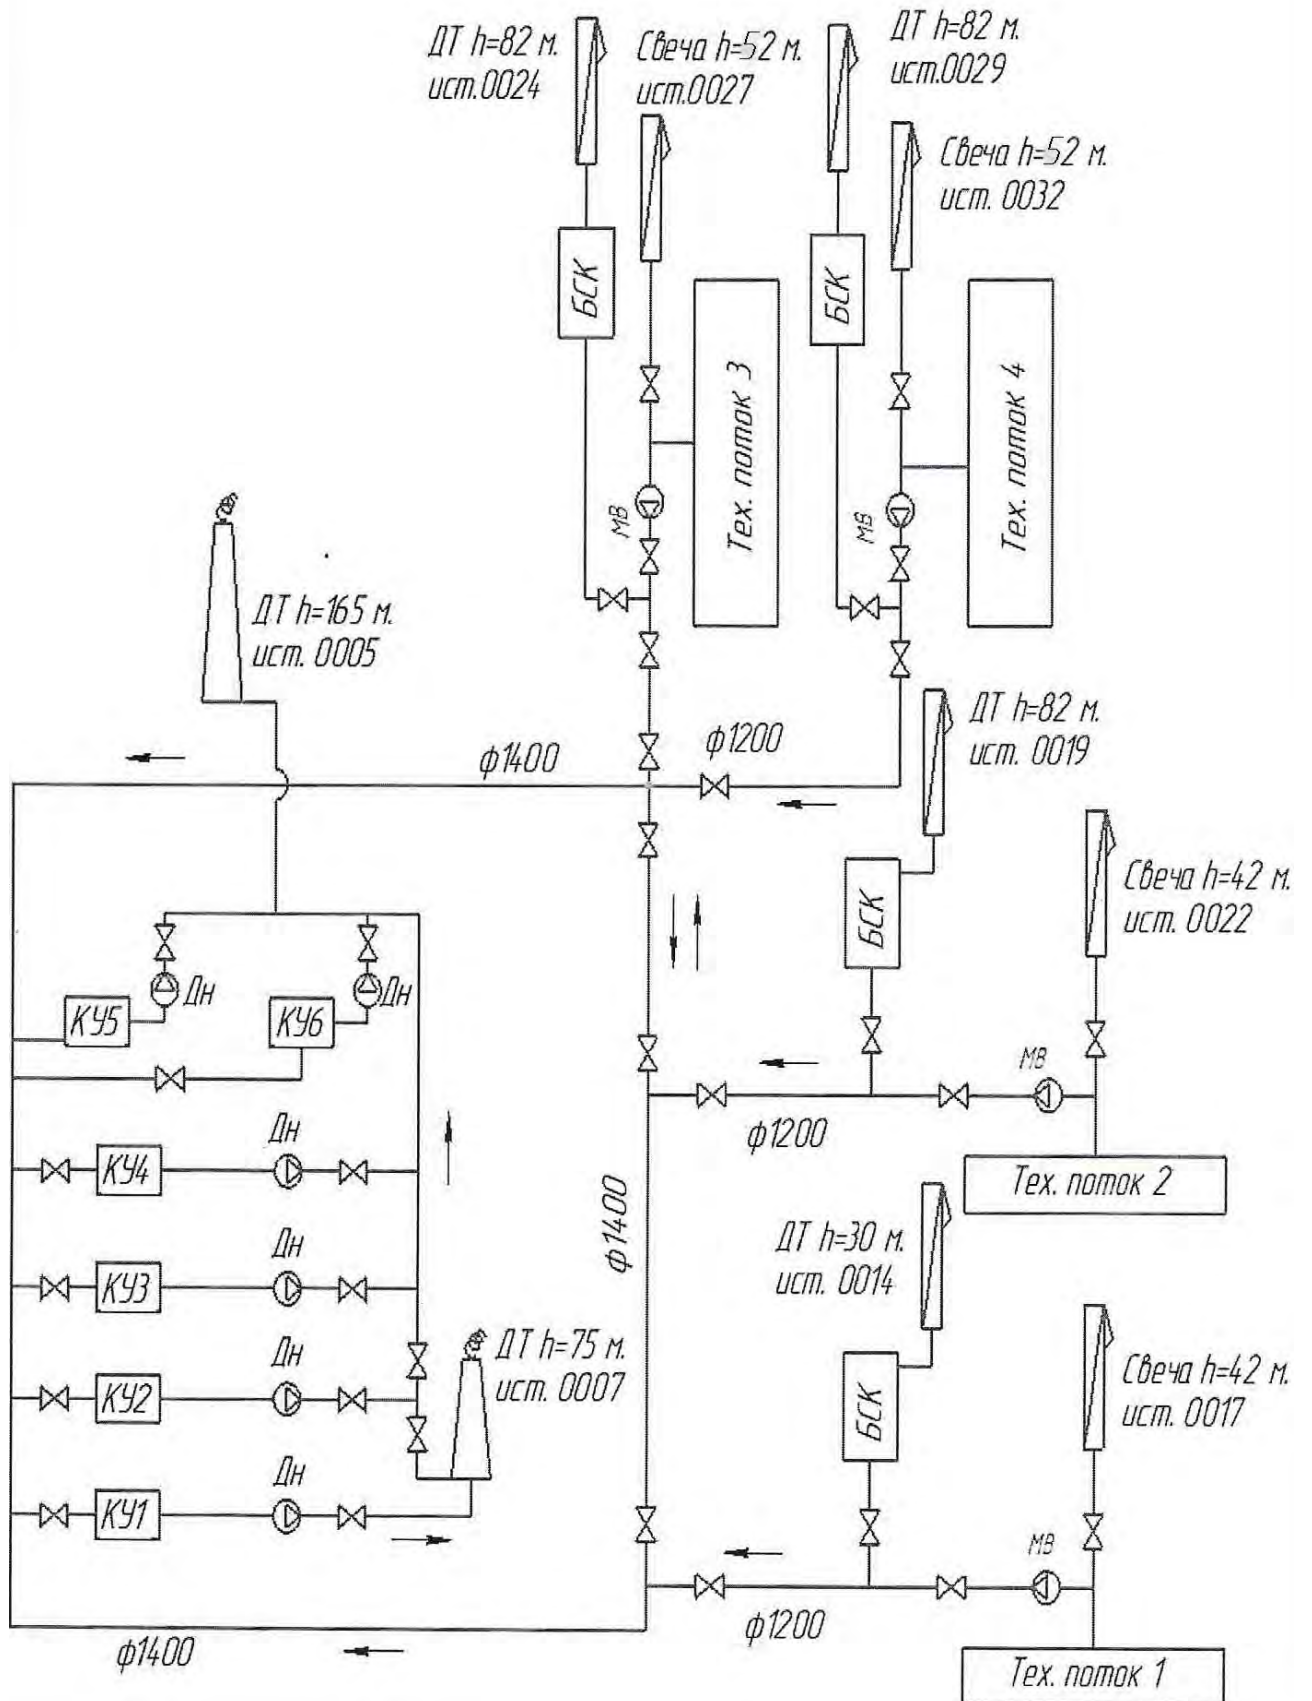 ДТ h=82 м.
ист.0024
Свеча h=52 м.
ист.0027
ДТ h=82 м.
ист.0029
Свеча h=52 м.
ист. 0032
БСК
БСК
Тех. поток 3
Тех. поток 4
МВ
МВ
ДТ h=165 м.
ист. 0005
ДТ h=82 м.
ист. 0019
ф1400
ф1200
Свеча h=42 м.
ист. 0022
БСК
Дн
Дн
КУ5
КУ6
МВ
ф1200
Дн
КУ4
Тех. поток 2
ф1400
ДТ h=30 м.
ист. 0014
Дн
КУ3
ДТ h=75 м.
ист. 0007
Свеча h=42 м.
ист. 0017
Дн
КУ2
БСК
Дн
КУ1
МВ
ф1200
ф1400
Тех. поток 1